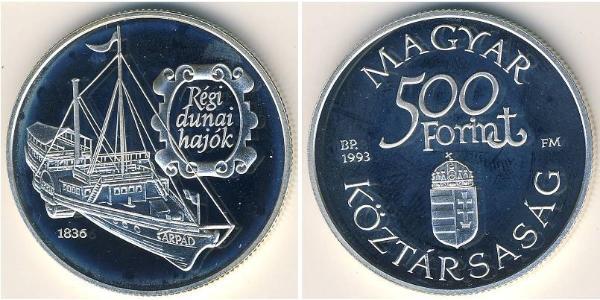 Régi
dunai
hajók
1836
ÁRPÁD
MAGYAR
500
Forint
BP.
1993
FM
KÖZTÁRSASÁG